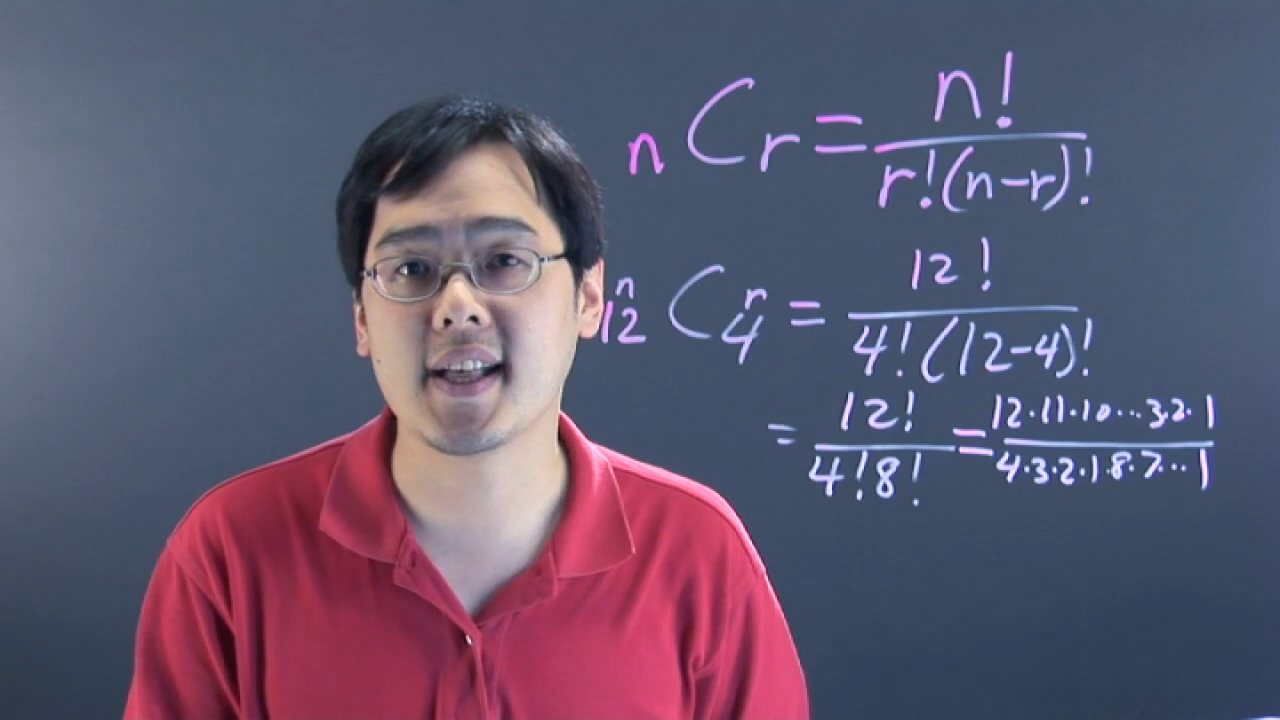 nCr = n!/r!(n-r)!
n r
12C4 = 12!/4!(12-4)!
= 12!/4!8! = 12·11·10...3·2·1/4·3·2·1·8·7...1